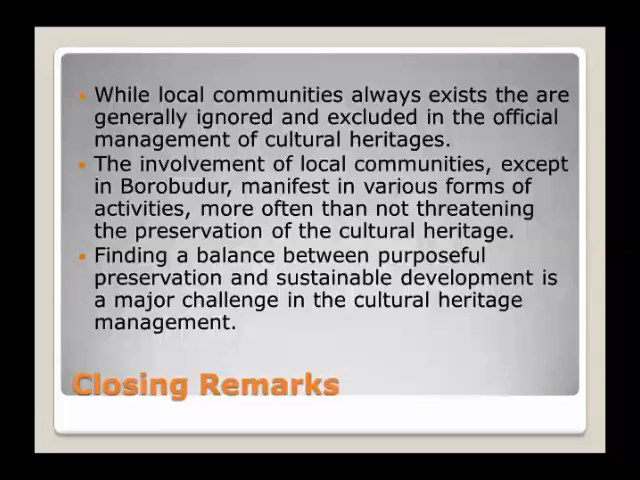 While local communities always exists the are
generally ignored and excluded in the official
management of cultural heritages.
The involvement of local communities, except
in Borobudur, manifest in various forms of
activities, more often than not threatening
the preservation of the cultural heritage.
Finding a balance between purposeful
preservation and sustainable development is
a major challenge in the cultural heritage
management.
Closing Remarks